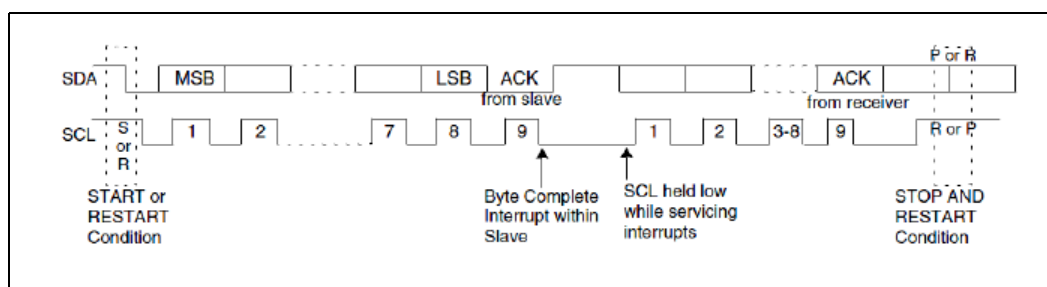 P or R
SDA MSB LSB ACK ACK
from slave from receiver
SCL S or R 1 2 7 8 9 1 2 3-8 9 R or P
START or
RESTART
Condition
Byte Complete
Interrupt within
Slave
SCL held low
while servicing
interrupts
STOP AND
RESTART
Condition